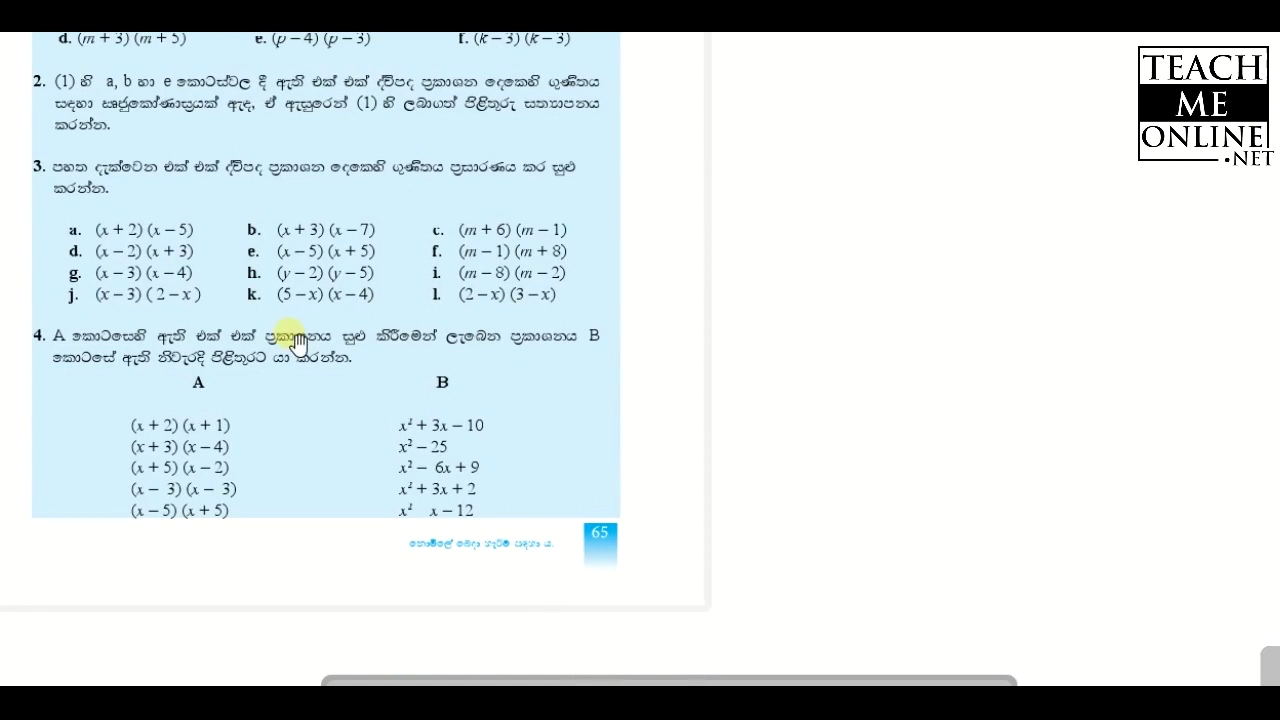 d. (m + 3) (m + 5) e. (p − 4) (p − 3) f. (k − 3) (k − 3)
2. (1) හි a, b හා e කොටස්වල දී ඇති එක් එක් ද්විපද ප්‍රකාශන දෙකෙහි ගුණිතය
සඳහා ඍජුකෝණාස්‍රයක් ඇඳ, ඒ ඇසුරෙන් (1) හි ලබාගත් පිළිතුරු සත්‍යාපනය
කරන්න.
3. පහත දැක්වෙන එක් එක් ද්විපද ප්‍රකාශන දෙකෙහි ගුණිතය ප්‍රසාරණය කර සුළු
කරන්න.
a. (x + 2) (x − 5) b. (x + 3) (x − 7) c. (m + 6) (m − 1)
d. (x − 2) (x + 3) e. (x − 5) (x + 5) f. (m − 1) (m + 8)
g. (x − 3) (x − 4) h. (y − 2) (y − 5) i. (m − 8) (m − 2)
j. (x − 3) ( 2 − x ) k. (5 − x) (x − 4) l. (2 − x) (3 − x)
4. A කොටසෙහි ඇති එක් එක් ප්‍රකාශනය සුළු කිරීමෙන් ලැබෙන ප්‍රකාශනය B
කොටසේ ඇති නිවැරදි පිළිතුරට යා කරන්න.
A B
(x + 2) (x + 1) x² + 3x − 10
(x + 3) (x − 4) x² − 25
(x + 5) (x − 2) x² − 6x + 9
(x − 3) (x − 3) x² + 3x + 2
(x − 5) (x + 5) x² x − 12
නොමිලේ බෙදා හැරීම සඳහා ය.
65
TEACH
ME
ONLINE
.NET